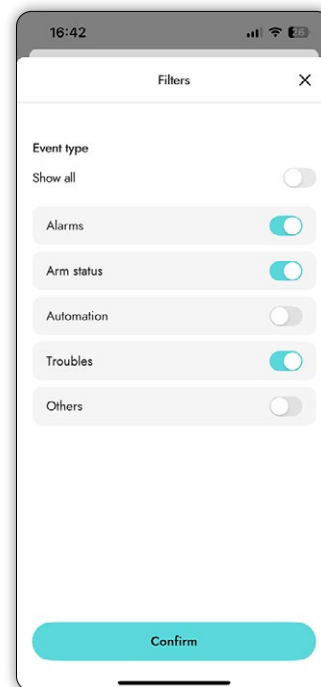 16:42
26
Filters
Event type
Show all
Alarms
Arm status
Automation
Troubles
Others
Confirm